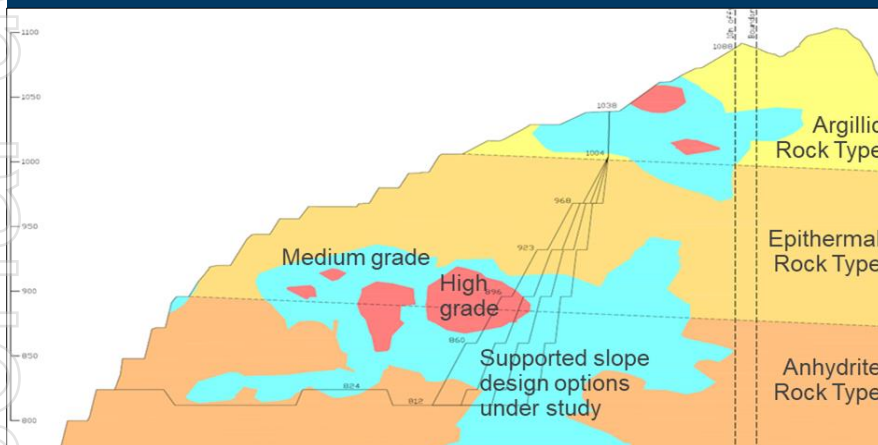 1100
1050
1000
950
900
850
800
1088
1038
1004
968
923
896
860
824
812
Argillic
Rock Type
Epithermal
Rock Type
Anhydrite
Rock Type
Medium grade
High
grade
Supported slope
design options
under study